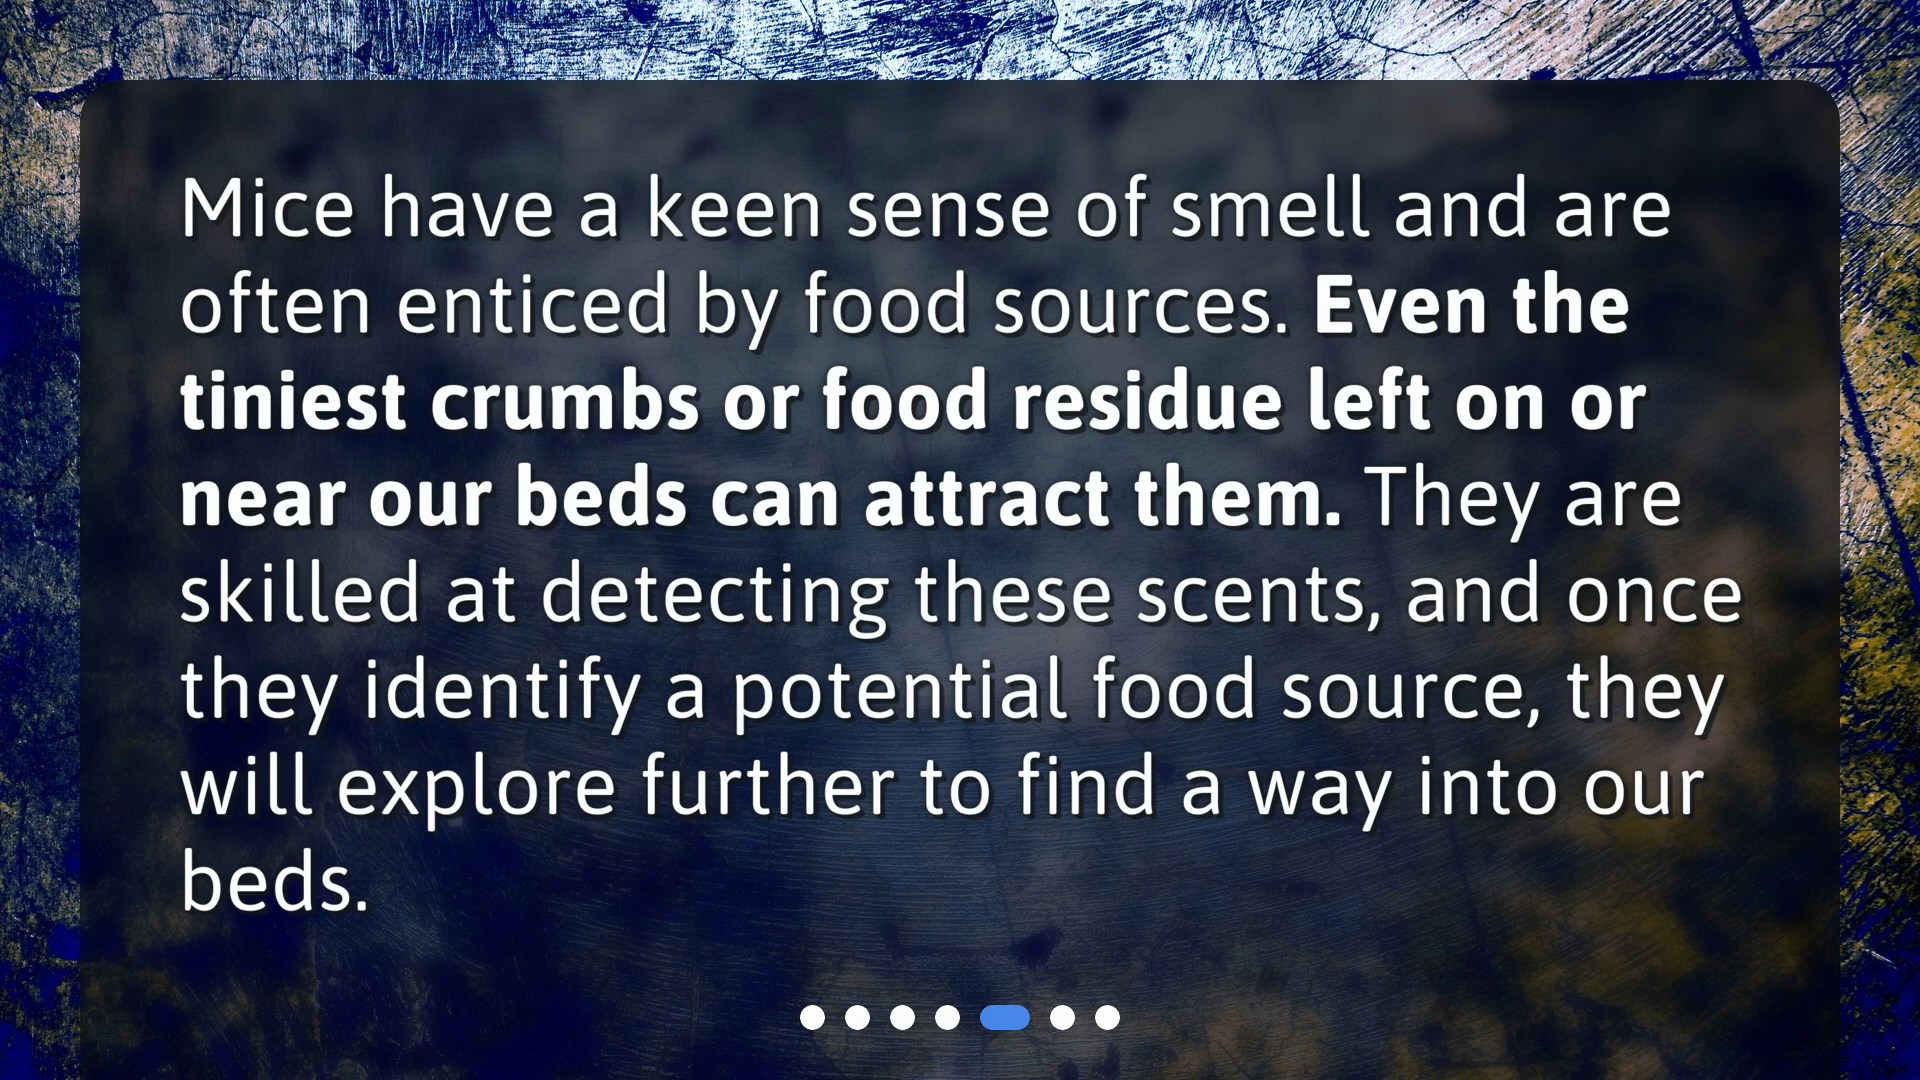 Mice have a keen sense of smell and are
often enticed by food sources. Even the
tiniest crumbs or food residue left on or
near our beds can attract them. They are
skilled at detecting these scents, and once
they identify a potential food source, they
will explore further to find a way into our
beds.